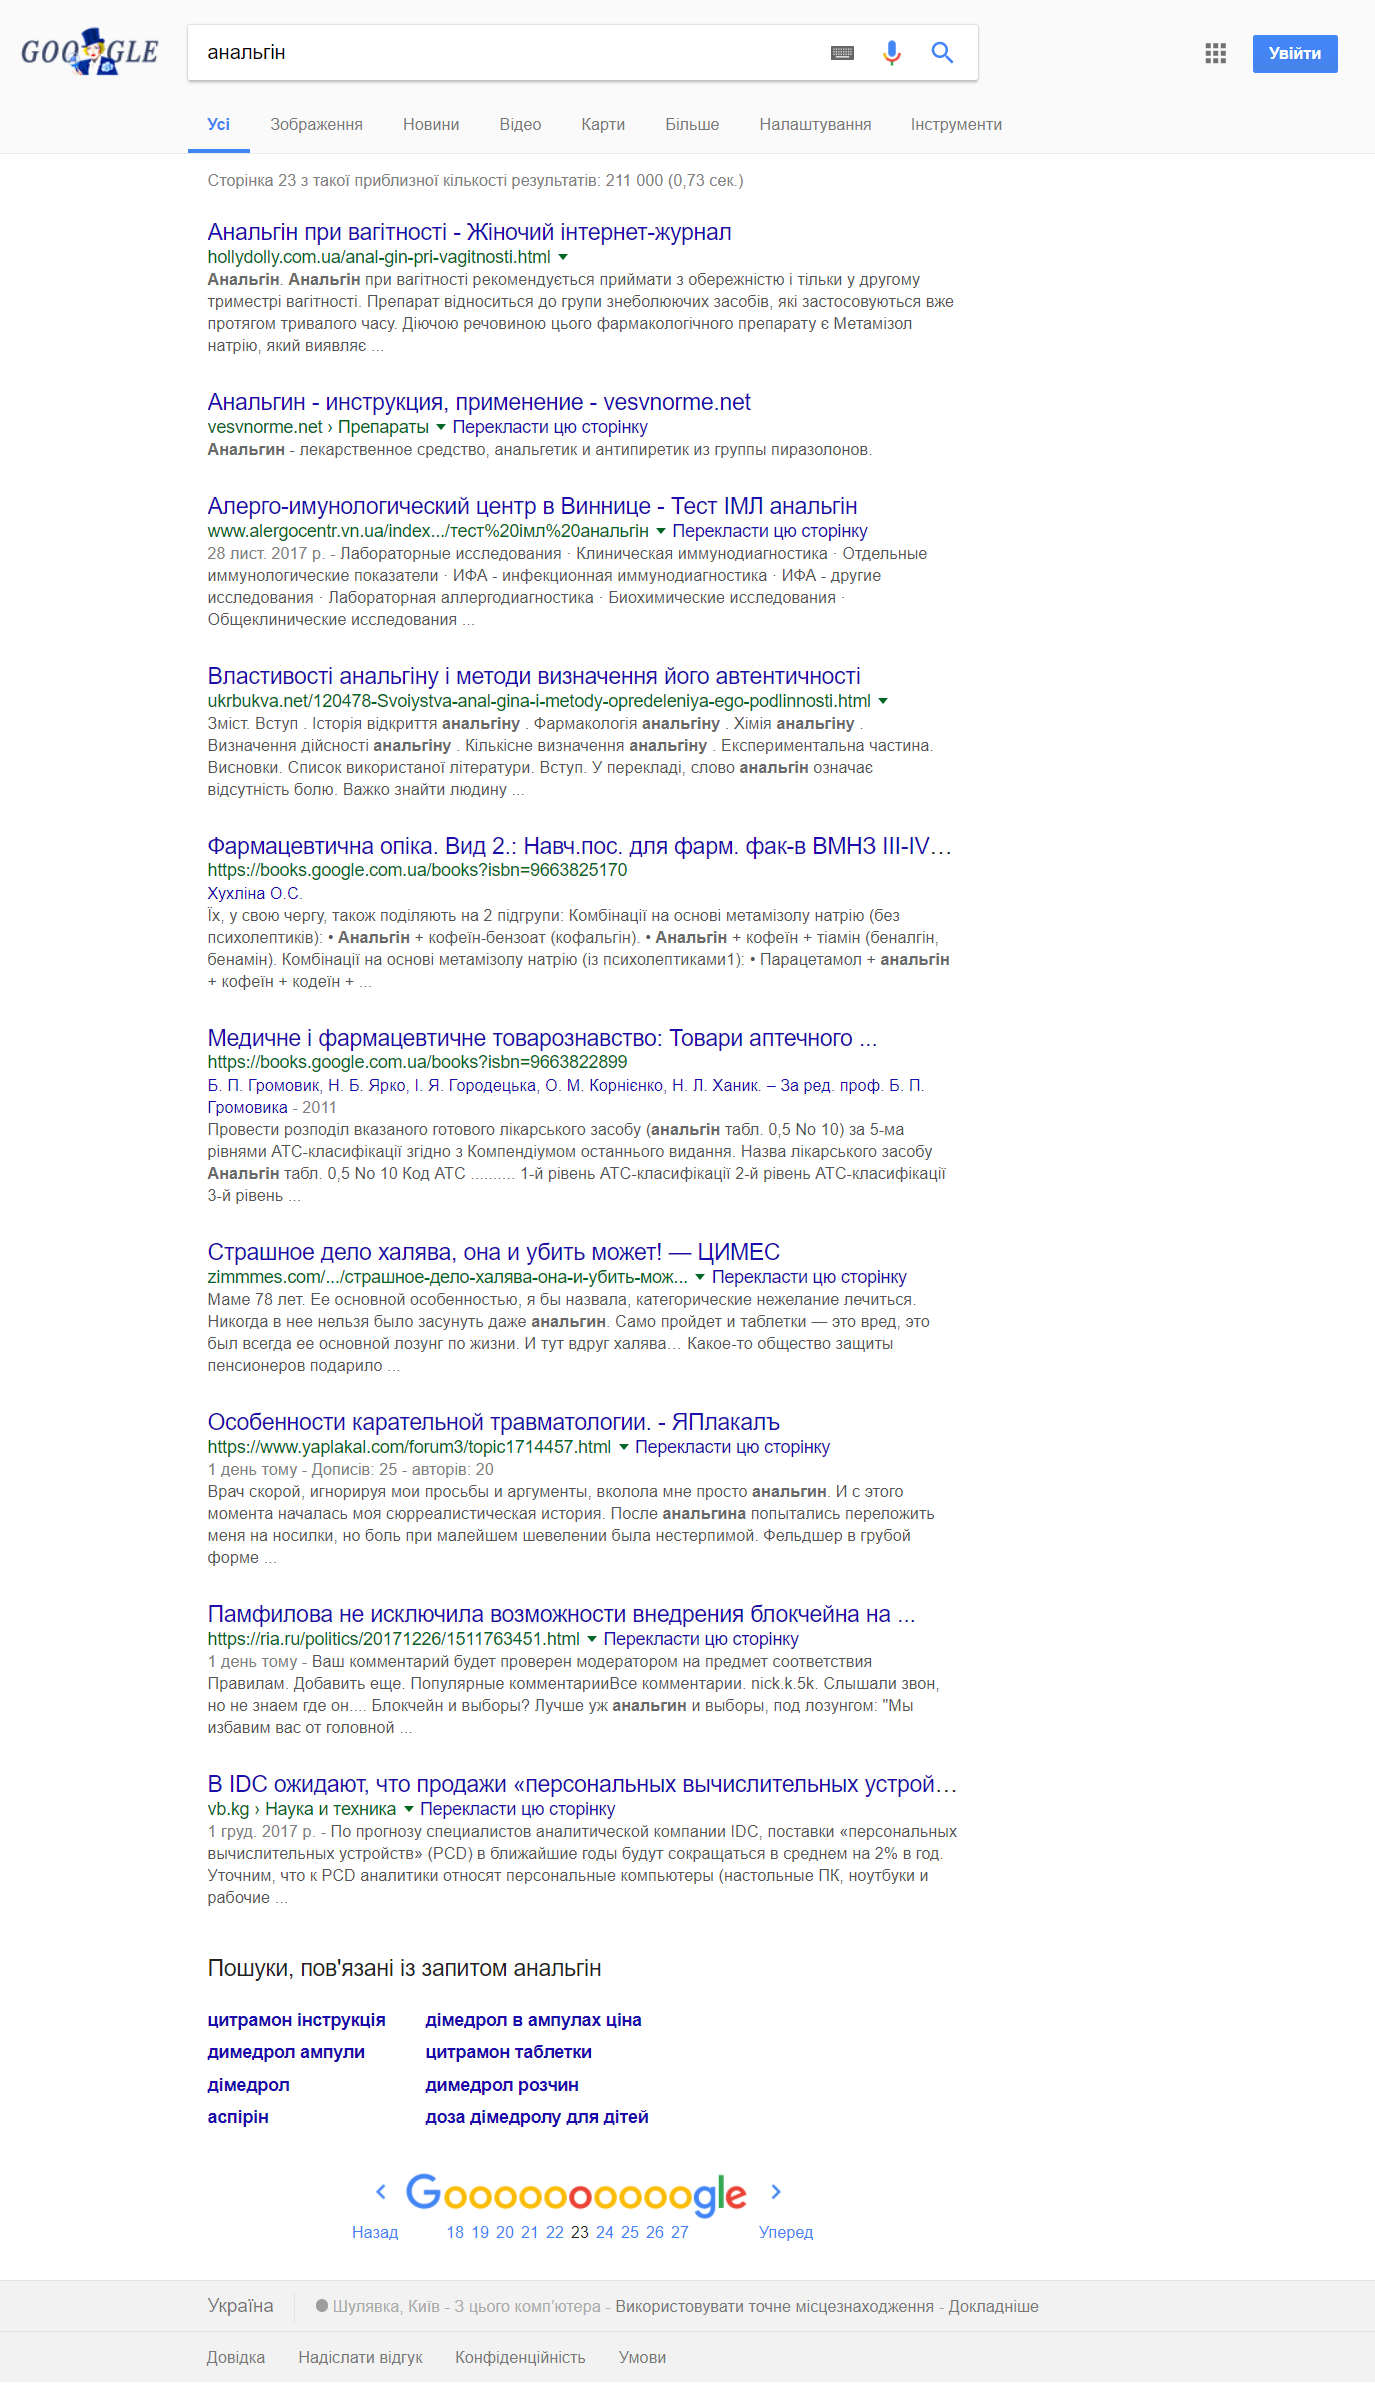 GOOGLE
анальгін
Увійти
Усі Зображення Новини Відео Карти Більше Налаштування Інструменти
Сторінка 23 з такої приблизної кількості результатів: 211 000 (0,73 сек.)
Анальгін при вагітності - Жіночий інтернет-журнал
hollydolly.com.ua/anal-gin-pri-vagitnosti.html
Анальгін. Анальгін при вагітності рекомендується приймати з обережністю і тільки у другому
триместрі вагітності. Препарат відноситься до групи знеболюючих засобів, які застосовуються вже
протягом тривалого часу. Діючою речовиною цього фармакологічного препарату є Метамізол
натрію, який виявляє ...
Анальгин - инструкция, применение - vesvnorme.net
vesvnorme.net › Препараты Перекласти цю сторінку
Анальгин - лекарственное средство, анальгетик и антипиретик из группы пиразолонов.
Алерго-имунологический центр в Виннице - Тест ІМЛ анальгін
www.alergocentr.vn.ua/index.../тест%20імл%20анальгін Перекласти цю сторінку
28 лист. 2017 р. - Лабораторные исследования · Клиническая иммунодиагностика · Отдельные
иммунологические показатели · ИФА - инфекционная иммунодиагностика · ИФА - другие
исследования · Лабораторная аллергодиагностика · Биохимические исследования ·
Общеклинические исследования ...
Властивості анальгіну і методи визначення його автентичності
ukrbukva.net/120478-Svoiystva-anal-gina-i-metody-opredeleniya-ego-podlinnosti.html
Зміст. Вступ . Історія відкриття анальгіну . Фармакологія анальгіну . Хімія анальгіну .
Визначення дійсності анальгіну . Кількісне визначення анальгіну . Експериментальна частина.
Висновки. Список використаної літератури. Вступ. У перекладі, слово анальгін означає
відсутність болю. Важко знайти людину ...
Фармацевтична опіка. Вид 2.: Навч.пос. для фарм. фак-в ВМНЗ III-IV...
https://books.google.com.ua/books?isbn=9663825170
Хухліна О.С.
Їх, у свою чергу, також поділяють на 2 підгрупи: Комбінації на основі метамізолу натрію (без
психолептиків): • Анальгін + кофеїн-бензоат (кофальгін). • Анальгін + кофеїн + тіамін (беналгін,
бенамін). Комбінації на основі метамізолу натрію (із психолептиками1): • Парацетамол + анальгін
+ кофеїн + кодеїн + ...
Медичне і фармацевтичне товарознавство: Товари аптечного ...
https://books.google.com.ua/books?isbn=9663822899
Б. П. Громовик, Н. Б. Ярко, І. Я. Городецька, О. М. Корнієнко, Н. Л. Ханик. – За ред. проф. Б. П.
Громовика - 2011
Провести розподіл вказаного готового лікарського засобу (анальгін табл. 0,5 No 10) за 5-ма
рівнями АТС-класифікації згідно з Компендіумом останнього видання. Назва лікарського засобу
Анальгін табл. 0,5 No 10 Код АТС .......... 1-й рівень АТС-класифікації 2-й рівень АТС-класифікації
3-й рівень ...
Страшное дело халява, она и убить может! — ЦИМЕС
zimmmes.com/.../страшное-дело-халява-она-и-убить-мож... Перекласти цю сторінку
Маме 78 лет. Ее основной особенностью, я бы назвала, категорические нежелание лечиться.
Никогда в нее нельзя было засунуть даже анальгин. Само пройдет и таблетки — это вред, это
был всегда ее основной лозунг по жизни. И тут вдруг халява… Какое-то общество защиты
пенсионеров подарило ...
Особенности карательной травматологии. - ЯПлакалъ
https://www.yaplakal.com/forum3/topic1714457.html Перекласти цю сторінку
1 день тому - Дописів: 25 - авторів: 20
Врач скорой, игнорируя мои просьбы и аргументы, вколола мне просто анальгин. И с этого
момента началась моя сюрреалистическая история. После анальгина попытались переложить
меня на носилки, но боль при малейшем шевелении была нестерпимой. Фельдшер в грубой
форме ...
Памфилова не исключила возможности внедрения блокчейна на ...
https://ria.ru/politics/20171226/1511763451.html Перекласти цю сторінку
1 день тому - Ваш комментарий будет проверен модератором на предмет соответствия
Правилам. Добавить еще. Популярные комментарииВсе комментарии. nick.k.5k. Слышали звон,
но не знаем где он.... Блокчейн и выборы? Лучше уж анальгин и выборы, под лозунгом: "Мы
избавим вас от головной ...
В IDC ожидают, что продажи «персональных вычислительных устрой...
vb.kg › Наука и техника Перекласти цю сторінку
1 груд. 2017 р. - По прогнозу специалистов аналитической компании IDC, поставки «персональных
вычислительных устройств» (PCD) в ближайшие годы будут сокращаться в среднем на 2% в год.
Уточним, что к PCD аналитики относят персональные компьютеры (настольные ПК, ноутбуки и
рабочие ...
Пошуки, пов'язані із запитом анальгін
цитрамон інструкція дімедрол в ампулах ціна
димедрол ампули цитрамон таблетки
дімедрол димедрол розчин
аспірін доза дімедролу для дітей
Goooooooooogle
Назад 18 19 20 21 22 23 24 25 26 27 Уперед
Україна Шулявка, Київ - З цього комп'ютера - Використовувати точне місцезнаходження - Докладніше
Довідка Надіслати відгук Конфіденційність Умови